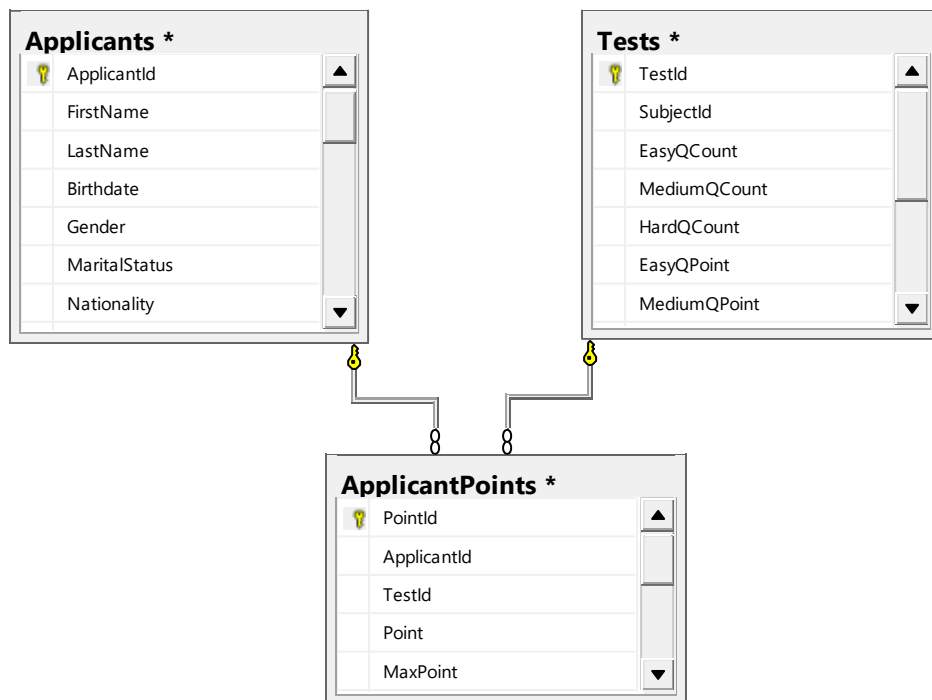 Applicants *
ApplicantId
FirstName
LastName
Birthdate
Gender
MaritalStatus
Nationality
Tests *
TestId
SubjectId
EasyQCount
MediumQCount
HardQCount
EasyQPoint
MediumQPoint
ApplicantPoints *
PointId
ApplicantId
TestId
Point
MaxPoint